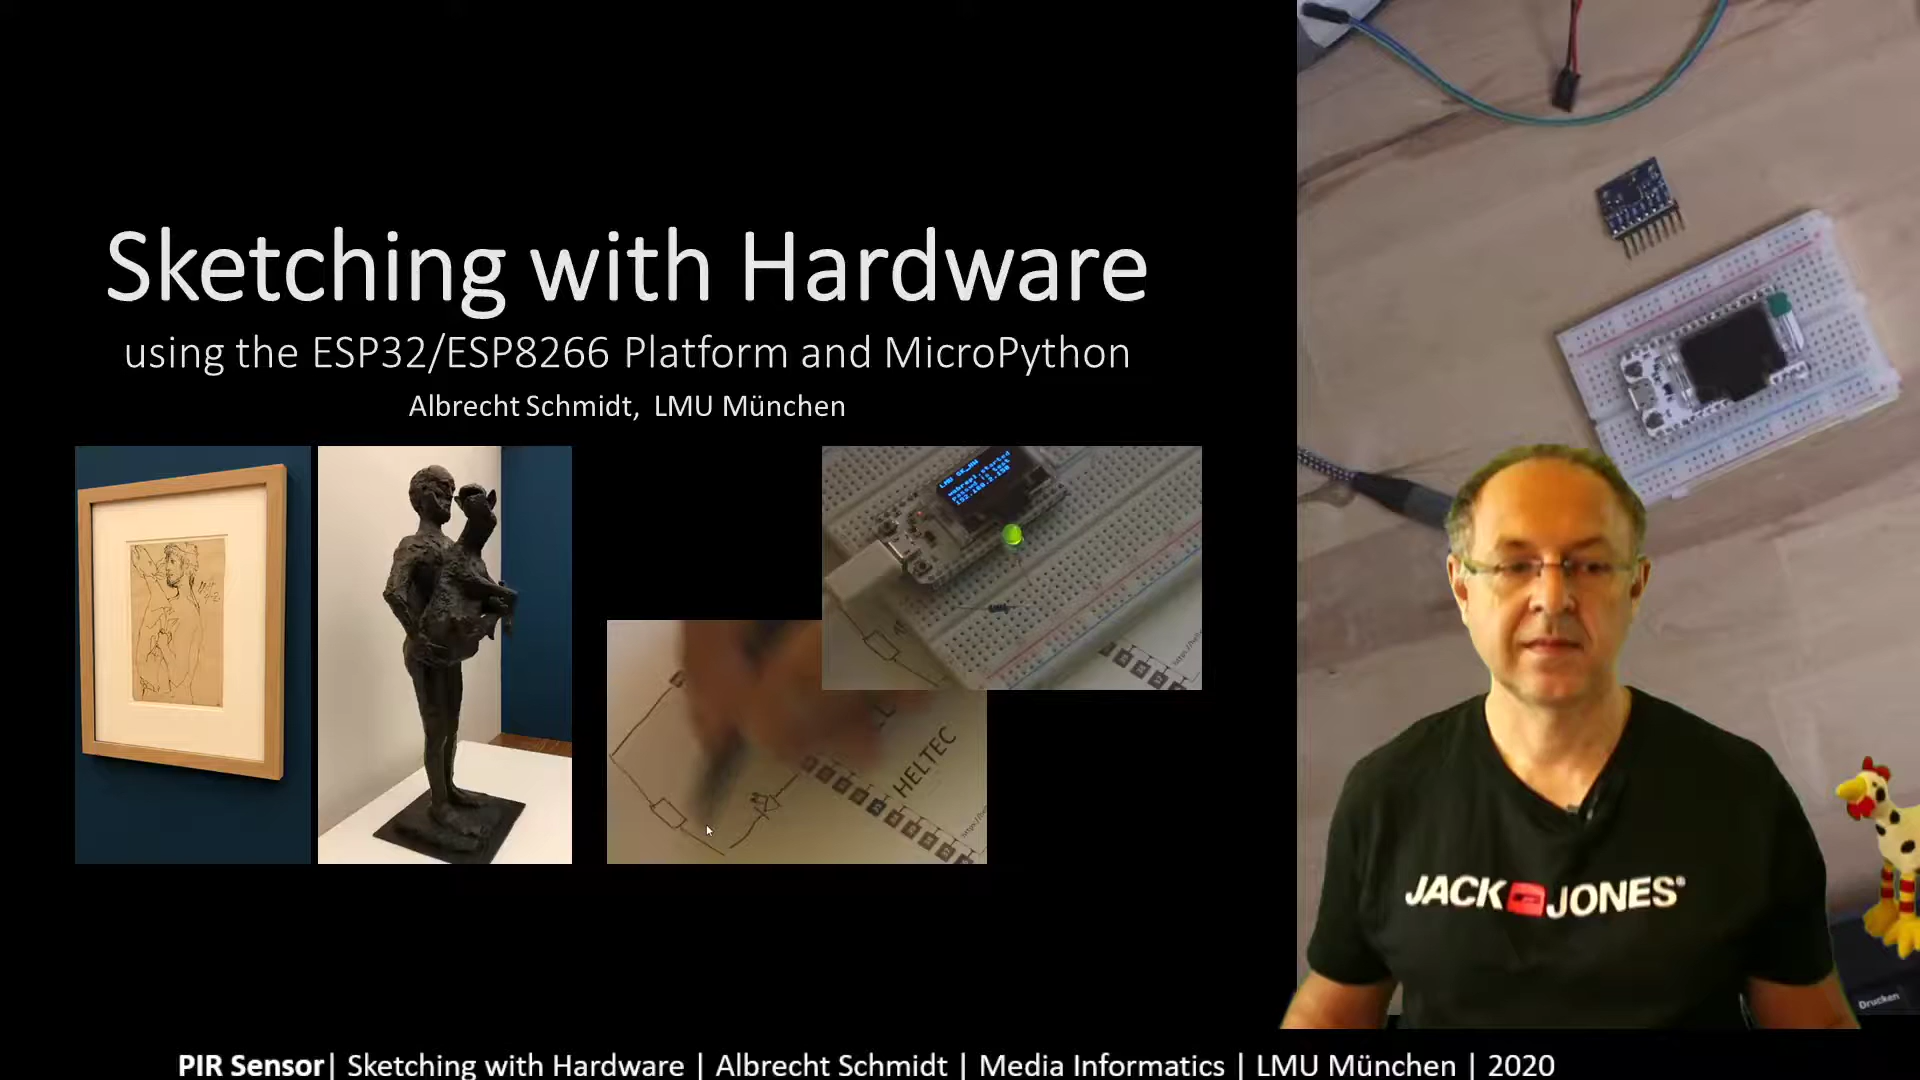 Sketching with Hardware
using the ESP32/ESP8266 Platform and MicroPython
Albrecht Schmidt, LMU München
HELTEC
JACK JONES®
Drucken
PIR Sensor| Sketching with Hardware | Albrecht Schmidt | Media Informatics | LMU München | 2020